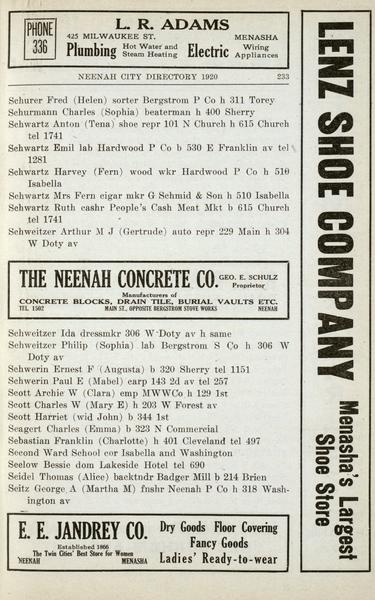 PHONE 336
L. R. ADAMS
425 MILWAUKEE ST. MENASHA
Plumbing Hot Water and Steam Heating Electric Wiring Appliances
NEENAH CITY DIRECTORY 1920 233
Schurer Fred (Helen) sorter Bergstrom P Co h 311 Torey
Schurmann Charles (Sophia) beaterman h 400 Sherry
Schwartz Anton (Tena) shoe repr 101 N Church h 615 Church
tel 1741
Schwartz Emil lab Hardwood P Co b 530 E Franklin av tel
1281
Schwartz Harvey (Fern) wood wkr Hardwood P Co h 510
Isabella
Schwartz Mrs Fern cigar mkr G Schmid & Son h 510 Isabella
Schwartz Ruth cashr People's Cash Meat Mkt b 615 Church
tel 1741
Schweitzer Arthur M J (Gertrude) auto repr 229 Main h 304
W Doty av
THE NEENAH CONCRETE CO. GEO. E. SCHULZ
Proprietor
Manufacturers of
CONCRETE BLOCKS, DRAIN TILE, BURIAL VAULTS ETC.
TEL. 1502 MAIN ST., OPPOSITE BERGSTROM STOVE WORKS NEENAH
Schweitzer Ida dressmkr 306 W Doty av h same
Schweitzer Philip (Sophia) lab Bergstrom S Co h 306 W
Doty av
Schwerin Ernest F (Augusta) b 320 Sherry tel 1151
Schwerin Paul E (Mabel) carp 143 2d av tel 257
Scott Archie W (Clara) emp MWWCo h 129 1st
Scott Charles W (Mary E) h 203 W Forest av
Scott Harriet (wid John) b 344 1st
Seagert Charles (Emma) b 323 N Commercial
Sebastian Franklin (Charlotte) h 401 Cleveland tel 497
Second Ward School cor Isabella and Washington
Seelow Bessie dom Lakeside Hotel tel 690
Seidel Thomas (Alice) backtndr Badger Mill b 214 Brien
Seitz George A (Martha M) fnshr Neenah P Co h 318 Wash-
ington av
E. E. JANDREY CO.
Established 1866
The Twin Cities' Best Store for Women
NEENAH MENASHA
Dry Goods Floor Covering
Fancy Goods
Ladies' Ready-to-wear
LENZ SHOE COMPANY
Menasha's Largest
Shoe Store